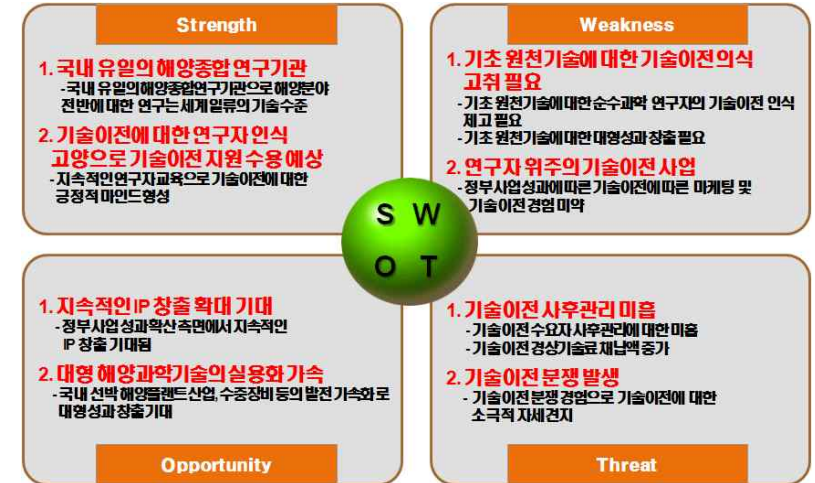 Strength
1. 국내 유일의 해양종합 연구기관
- 국내 유일의해양종합연구기관으로 해양분야
전반에 대한 연구는 세계 일류의 기술수준
2. 기술이전에 대한 연구자 인식
고양으로 기술이전 지원 수용 예상
- 지속적인 연구자 교육으로 기술이전에 대한
긍정적 마인드 형성
Weakness
1. 기초 원천기술에 대한 기술이전 의식
고취 필요
- 기초 원천기술에 대한 순수과학 연구자의 기술이전 인식
제고 필요
- 기초 원천기술에 대한 대형성과 창출 필요
2. 연구자 위주의 기술이전 사업
- 정부사업성과에 따른 기술이전에 따른 마케팅 및
기술이전 경험 미약
S W
O T
1. 지속적인 IP 창출 확대 기대
- 정부사업 성과확산 측면에서 지속적인
IP 창출 기대됨
2. 대형 해양과학기술의 실용화 가속
- 국내 선박 해양플랜트산업, 수중장비 등의 발전 가속화로
대형성과 창출기대
Opportunity
1. 기술이전 사후관리 미흡
- 기술이전 수요자 사후관리에 대한 미흡
- 기술이전 경상기술료 체납액 증가
2. 기술이전 분쟁 발생
- 기술이전 분쟁 경험으로 기술이전에 대한
소극적 자세 견지
Threat